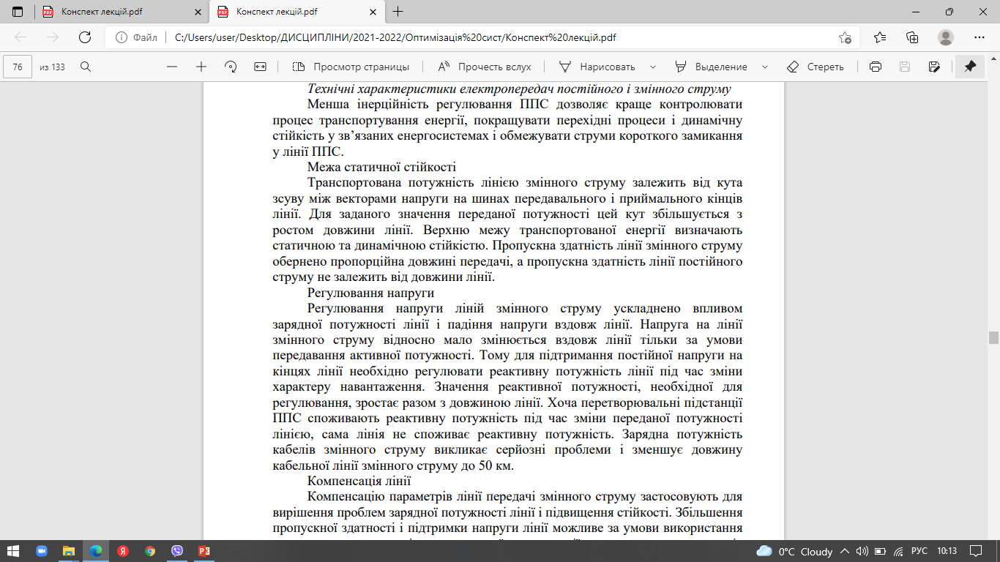 Конспект лекцій.pdf
Конспект лекцій.pdf
Файл
C:/Users/user/Desktop/ДИСЦИПЛІНИ/2021-2022/Оптимізація%20сист/Конспект%20лекцій.pdf
76 из 133
Просмотр страницы
Прочесть вслух
Нарисовать
Выделение
Стереть
Технічні характеристики електропередач постійного і змінного струму
Менша інерційність регулювання ППС дозволяє краще контролювати
процес транспортування енергії, покращувати перехідні процеси і динамічну
стійкість у зв’язаних енергосистемах і обмежувати струми короткого замикання
у лінії ППС.
Межа статичної стійкості
Транспортована потужність лінією змінного струму залежить від кута
зсуву між векторами напруги на шинах передавального і приймального кінців
лінії. Для заданого значення переданої потужності цей кут збільшується з
ростом довжини лінії. Верхню межу транспортованої енергії визначають
статичною та динамічною стійкістю. Пропускна здатність лінії змінного струму
обернено пропорційна довжині передачі, а пропускна здатність лінії постійного
струму не залежить від довжини лінії.
Регулювання напруги
Регулювання напруги ліній змінного струму ускладнено впливом
зарядної потужності лінії і падіння напруги вздовж лінії. Напруга на лінії
змінного струму відносно мало змінюється вздовж лінії тільки за умови
передавання активної потужності. Тому для підтримання постійної напруги на
кінцях лінії необхідно регулювати реактивну потужність лінії під час зміни
характеру навантаження. Значення реактивної потужності, необхідної для
регулювання, зростає разом з довжиною лінії. Хоча перетворювальні підстанції
ППС споживають реактивну потужність під час зміни переданої потужності
лінією, сама лінія не споживає реактивну потужність. Зарядна потужність
кабелів змінного струму викликає серйозні проблеми і зменшує довжину
кабельної лінії змінного струму до 50 км.
Компенсація лінії
Компенсацію параметрів лінії передачі змінного струму застосовують для
вирішення проблем зарядної потужності лінії і підвищення стійкості. Збільшення
пропускної здатності і підтримки напруги лінії можливе за умови використання
0°C Cloudy
РУС
10:13